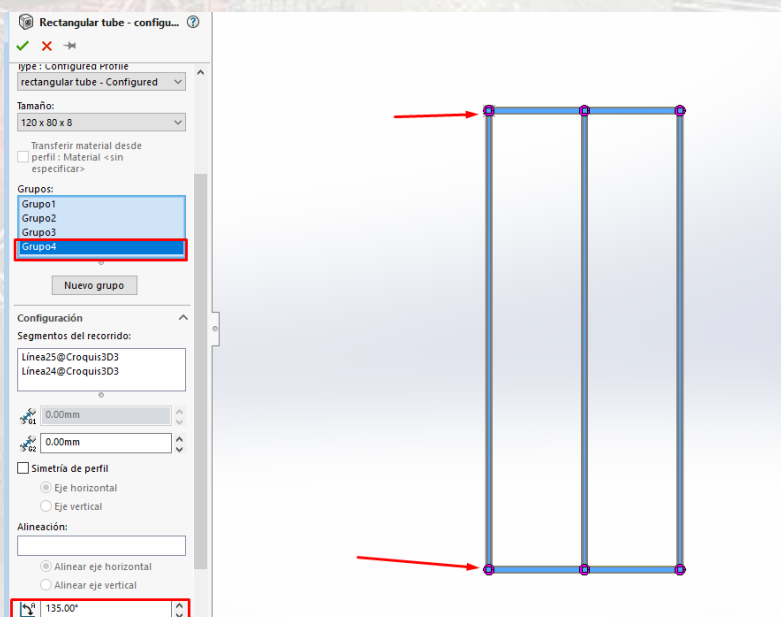 Rectangular tube - configu...
Type : Configured Profile
rectangular tube - Configured
Tamaño:
120 x 80 x 8
Transferir material desde
perfil : Material <sin
especificar>
Grupos:
Grupo1
Grupo2
Grupo3
Grupo4
Nuevo grupo
Configuración
Segmentos del recorrido:
Línea25@Croquis3D3
Línea24@Croquis3D3
G1 0.00mm
G2 0.00mm
Simetría de perfil
Eje horizontal
Eje vertical
Alineación:
Alinear eje horizontal
Alinear eje vertical
135.00°